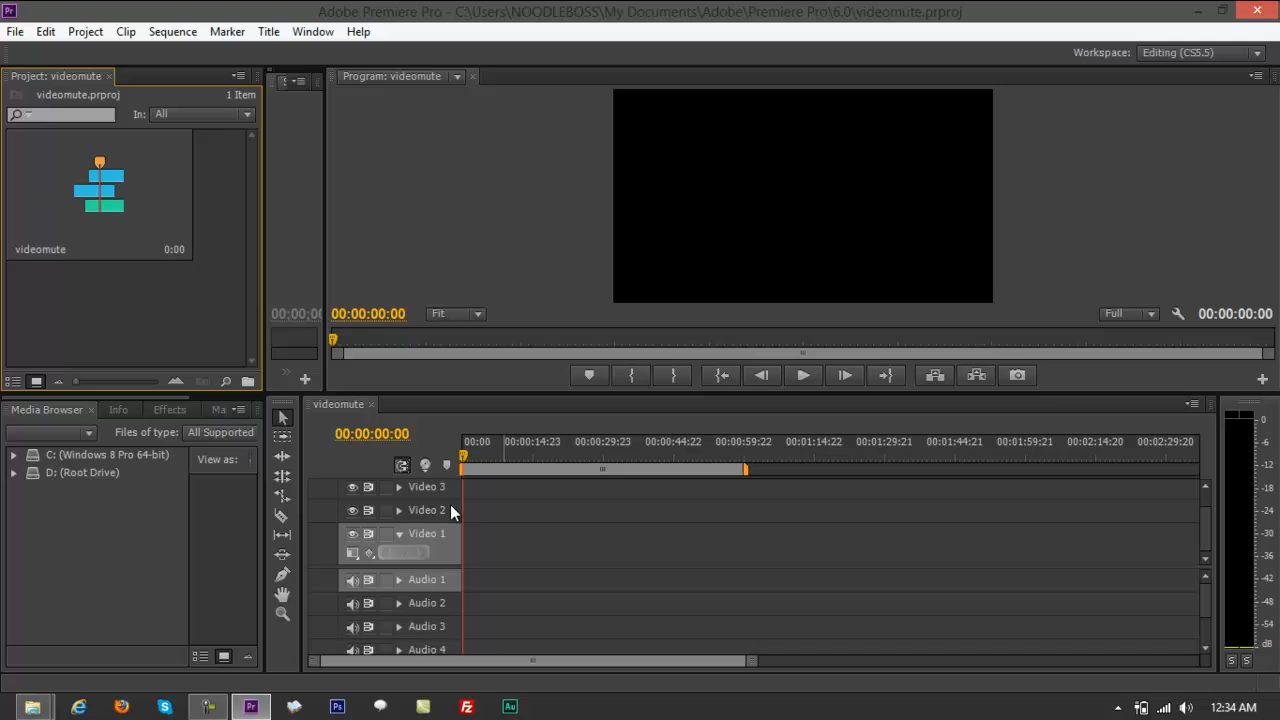 Adobe Premiere Pro - C:\Users\NOODLEBOSS\My Documents\Adobe\Premiere Pro\6.0\videomute.prproj
File Edit Project Clip Sequence Marker Title Window Help
Workspace: Editing (CS5.5)
Project: videomute
Program: videomute
videomute.prproj 1 Item
In: All
videomute 0:00
00:00:00:00 Fit Full 00:00:00:00
Media Browser Info Effects Ma
Files of type: All Supported
C: (Windows 8 Pro 64-bit) View as:
D: (Root Drive)
videomute
00:00:00:00
00:00 00:00:14:23 00:00:29:23 00:00:44:22 00:00:59:22 00:01:14:22 00:01:29:21 00:01:44:21 00:01:59:21 00:02:14:20 00:02:29:20
Video 3
Video 2
Video 1
Audio 1
Audio 2
Audio 3
Audio 4
0
-6
-12
-18
-24
-30
-36
-42
-48
-54
dB
S S
12:34 AM